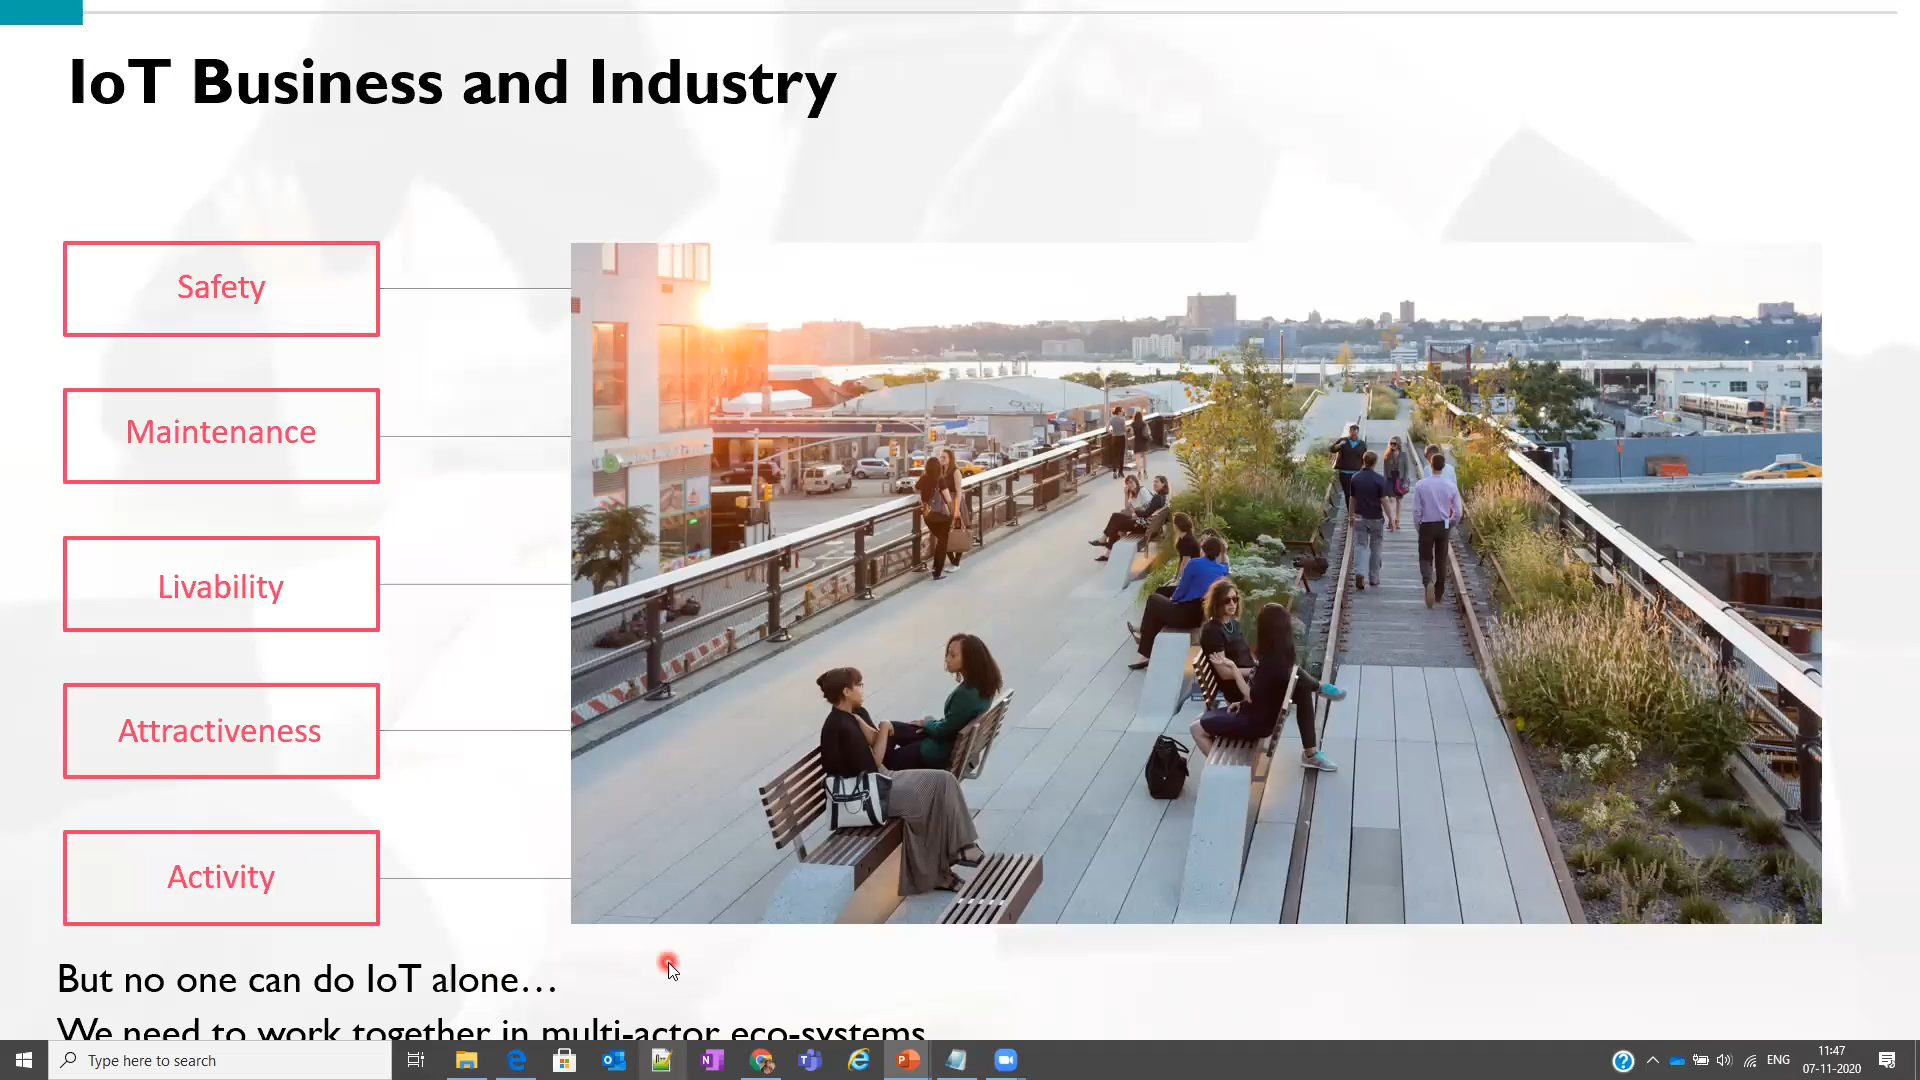 IoT Business and Industry
Safety
Maintenance
Livability
Attractiveness
Activity
But no one can do IoT alone…
We need to work together in multi-actor eco-systems
Type here to search
ENG
11:47
07-11-2020